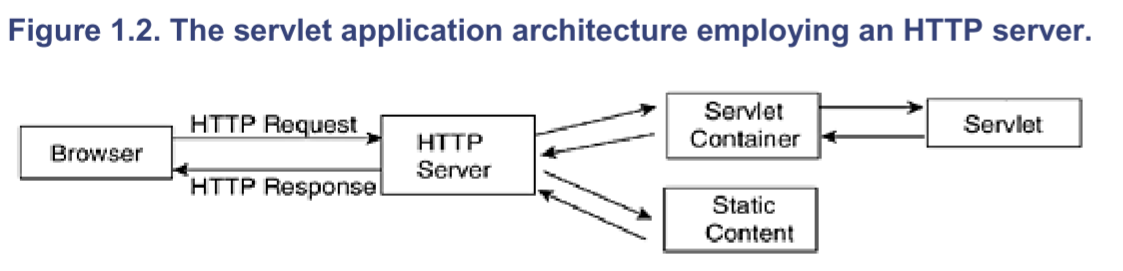 Figure 1.2. The servlet application architecture employing an HTTP server.
Browser
HTTP Request
HTTP Response
HTTP
Server
Servlet
Container
Servlet
Static
Content